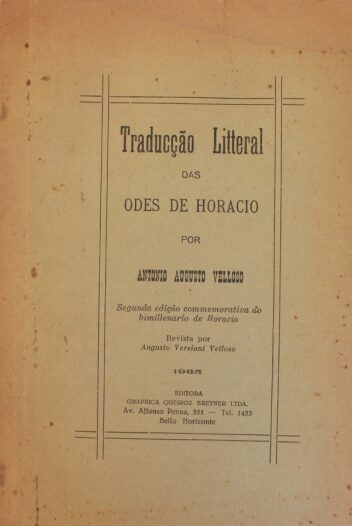 Traducção Litteral
DAS
ODES DE HORACIO
POR
ANTONIO AUGUSTO VELLOSO
Segunda edição commemorativa do
bimillenario de Horacio
Revista por
Augusto Versiani Velloso
1935
EDITORA
GRAPHICA QUEIROZ BREYNER LTDA.
Av. Affonso Penna, 351 — Tel. 1433
Bello Horizonte